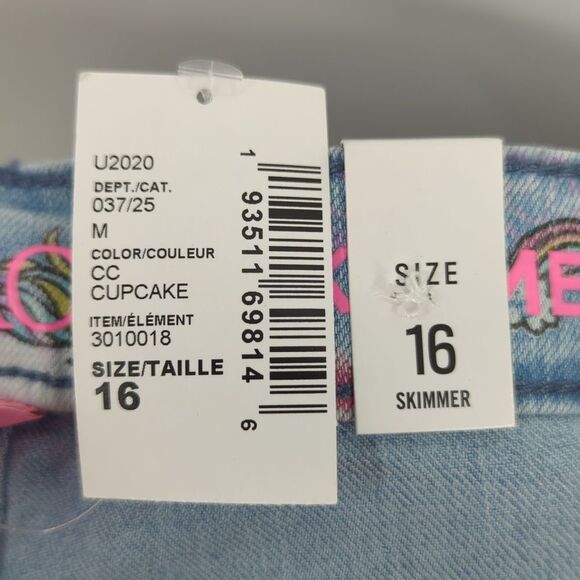 U2020
DEPT./CAT.
037/25
M
COLOR/COULEUR
CC
CUPCAKE
ITEM/ÉLÉMENT
3010018
SIZE/TAILLE
16
1 93511 69814 6
SIZE
16
SKIMMER